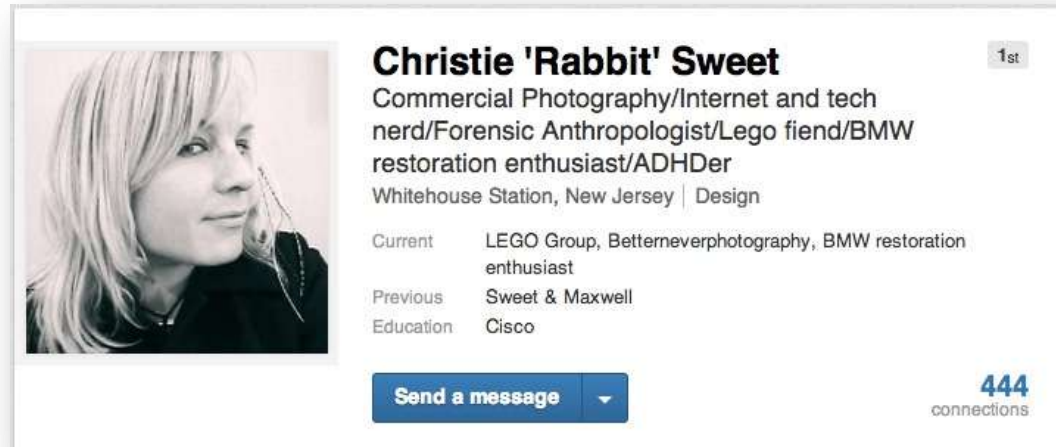 Christie 'Rabbit' Sweet
1st
Commercial Photography/Internet and tech
nerd/Forensic Anthropologist/Lego fiend/BMW
restoration enthusiast/ADHDer
Whitehouse Station, New Jersey | Design
Current LEGO Group, Betterneverphotography, BMW restoration
enthusiast
Previous Sweet & Maxwell
Education Cisco
Send a message
444
connections